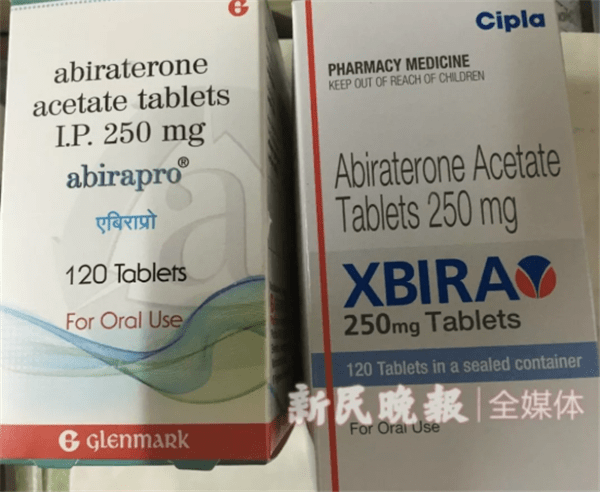 abiraterone
acetate tablets
I.P. 250 mg
abirapro®
एबिराप्रो
120 Tablets
For Oral Use
G glenmark
Cipla
PHARMACY MEDICINE
KEEP OUT OF REACH OF CHILDREN
Abiraterone Acetate
Tablets 250 mg
XBIRA
250mg Tablets
120 Tablets in a sealed container
For Oral Use
新民晚報|全媒体